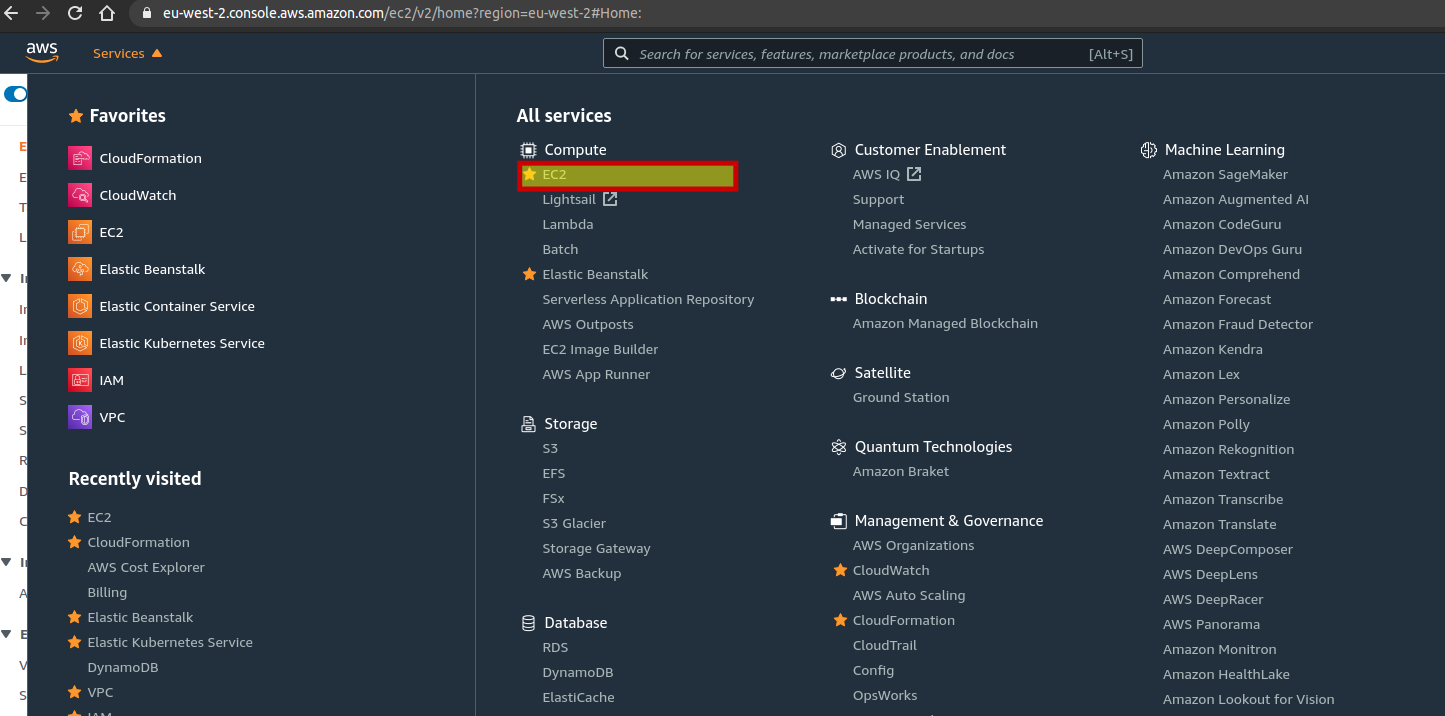 eu-west-2.console.aws.amazon.com/ec2/v2/home?region=eu-west-2#Home:
aws
Services
Search for services, features, marketplace products, and docs
[Alt+S]
Favorites
CloudFormation
CloudWatch
EC2
Elastic Beanstalk
Elastic Container Service
Elastic Kubernetes Service
IAM
VPC
Recently visited
EC2
CloudFormation
AWS Cost Explorer
Billing
Elastic Beanstalk
Elastic Kubernetes Service
DynamoDB
VPC
IAM
All services
Compute
EC2
Lightsail
Lambda
Batch
Elastic Beanstalk
Serverless Application Repository
AWS Outposts
EC2 Image Builder
AWS App Runner
Storage
S3
EFS
FSx
S3 Glacier
Storage Gateway
AWS Backup
Database
RDS
DynamoDB
ElastiCache
Customer Enablement
AWS IQ
Support
Managed Services
Activate for Startups
Blockchain
Amazon Managed Blockchain
Satellite
Ground Station
Quantum Technologies
Amazon Braket
Management & Governance
AWS Organizations
CloudWatch
AWS Auto Scaling
CloudFormation
CloudTrail
Config
OpsWorks
Machine Learning
Amazon SageMaker
Amazon Augmented AI
Amazon CodeGuru
Amazon DevOps Guru
Amazon Comprehend
Amazon Forecast
Amazon Fraud Detector
Amazon Kendra
Amazon Lex
Amazon Personalize
Amazon Polly
Amazon Rekognition
Amazon Textract
Amazon Transcribe
Amazon Translate
AWS DeepComposer
AWS DeepLens
AWS DeepRacer
AWS Panorama
Amazon Monitron
Amazon HealthLake
Amazon Lookout for Vision